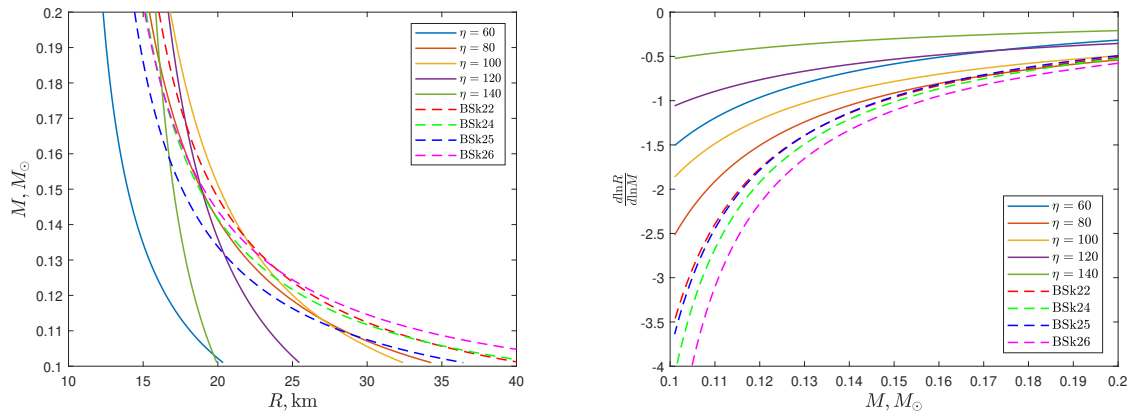 0.2
0.19
0.18
0.17
0.16
0.15
0.14
0.13
0.12
0.11
0.1
M, M⊙
10 15 20 25 30 35 40
R, km
η = 60
η = 80
η = 100
η = 120
η = 140
BSk22
BSk24
BSk25
BSk26
0
-0.5
-1
-1.5
-2
-2.5
-3
-3.5
-4
dlnR
dlnM
0.1 0.11 0.12 0.13 0.14 0.15 0.16 0.17 0.18 0.19 0.2
M, M⊙
η = 60
η = 80
η = 100
η = 120
η = 140
BSk22
BSk24
BSk25
BSk26